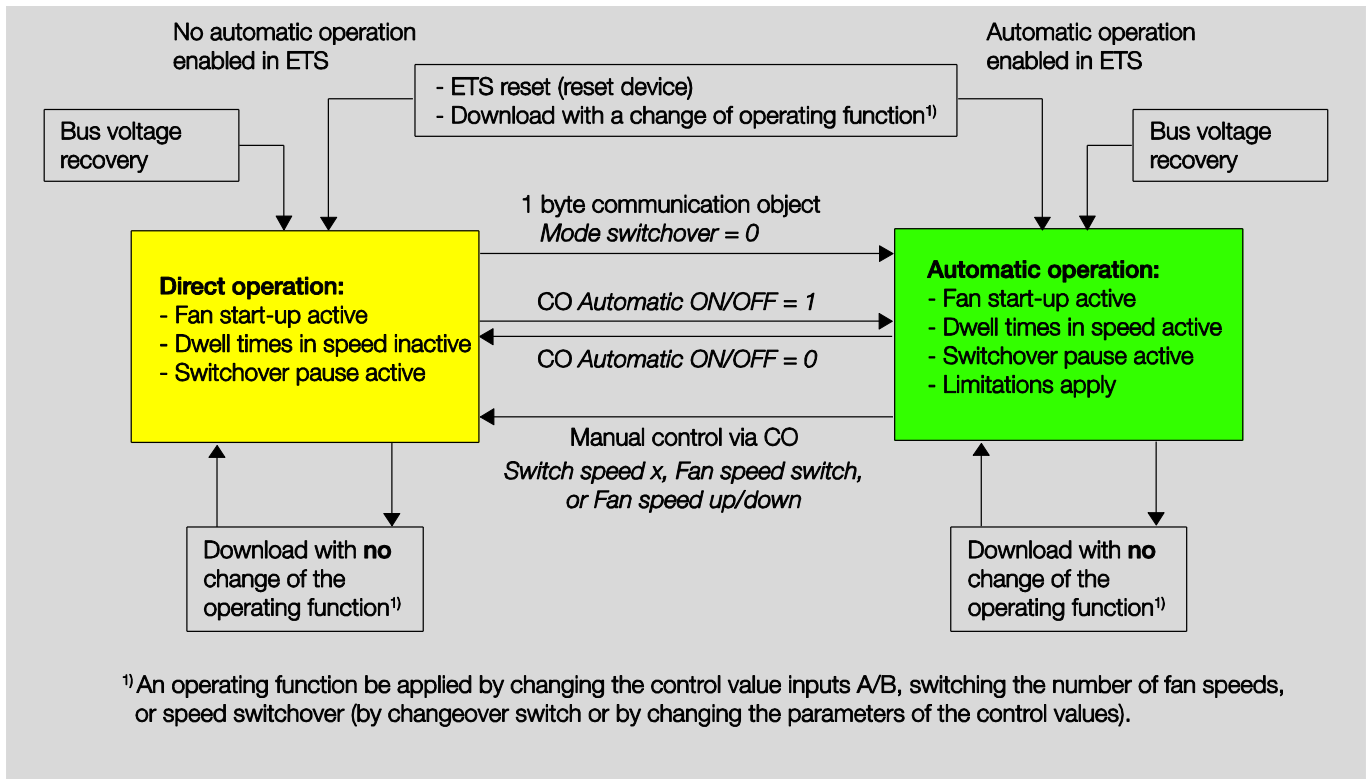 No automatic operation
enabled in ETS
Automatic operation
enabled in ETS
- ETS reset (reset device)
- Download with a change of operating function¹⁾
Bus voltage
recovery
Bus voltage
recovery
1 byte communication object
Mode switchover = 0
Direct operation:
- Fan start-up active
- Dwell times in speed inactive
- Switchover pause active
CO Automatic ON/OFF = 1
CO Automatic ON/OFF = 0
Automatic operation:
- Fan start-up active
- Dwell times in speed active
- Switchover pause active
- Limitations apply
Manual control via CO
Switch speed x, Fan speed switch,
or Fan speed up/down
Download with no
change of the
operating function¹⁾
Download with no
change of the
operating function¹⁾
¹⁾ An operating function be applied by changing the control value inputs A/B, switching the number of fan speeds,
or speed switchover (by changeover switch or by changing the parameters of the control values).